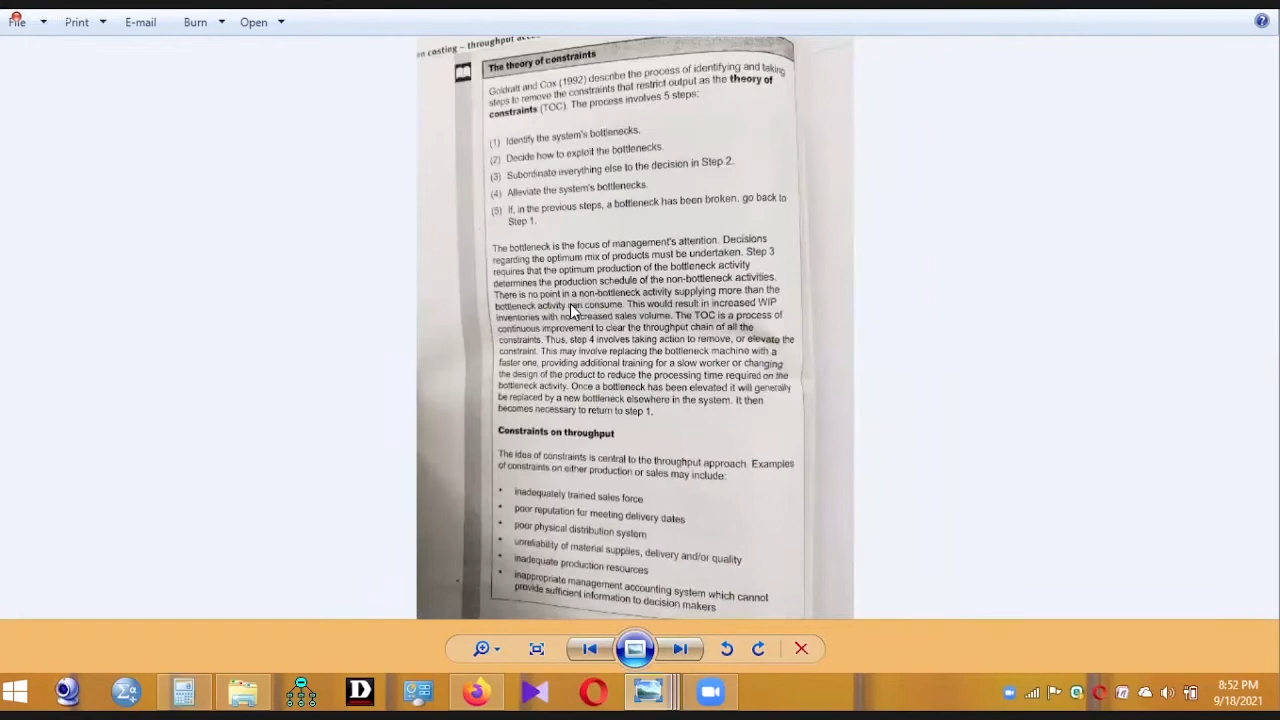 File Print E-mail Burn Open
costing – throughput
The theory of constraints
Goldratt and Cox (1992) describe the process of identifying and taking
steps to remove the constraints that restrict output as the theory of
constraints (TOC). The process involves 5 steps:
(1) Identify the system's bottlenecks.
(2) Decide how to exploit the bottlenecks.
(3) Subordinate everything else to the decision in Step 2.
(4) Alleviate the system's bottlenecks.
(5) If, in the previous steps, a bottleneck has been broken, go back to
Step 1.
The bottleneck is the focus of management's attention. Decisions
regarding the optimum mix of products must be undertaken. Step 3
requires that the optimum production of the bottleneck activity
determines the production schedule of the non-bottleneck activities.
There is no point in a non-bottleneck activity supplying more than the
bottleneck activity can consume. This would result in increased WIP
inventories with no increased sales volume. The TOC is a process of
continuous improvement to clear the throughput chain of all the
constraints. Thus, step 4 involves taking action to remove, or elevate the
constraint. This may involve replacing the bottleneck machine with a
faster one, providing additional training for a slow worker or changing
the design of the product to reduce the processing time required on the
bottleneck activity. Once a bottleneck has been elevated it will generally
be replaced by a new bottleneck elsewhere in the system. It then
becomes necessary to return to step 1.
Constraints on throughput
The idea of constraints is central to the throughput approach. Examples
of constraints on either production or sales may include:
• inadequately trained sales force
• poor reputation for meeting delivery dates
• poor physical distribution system
• unreliability of material supplies, delivery and/or quality
• inadequate production resources
• inappropriate management accounting system which cannot
provide sufficient information to decision makers
8:52 PM
9/18/2021